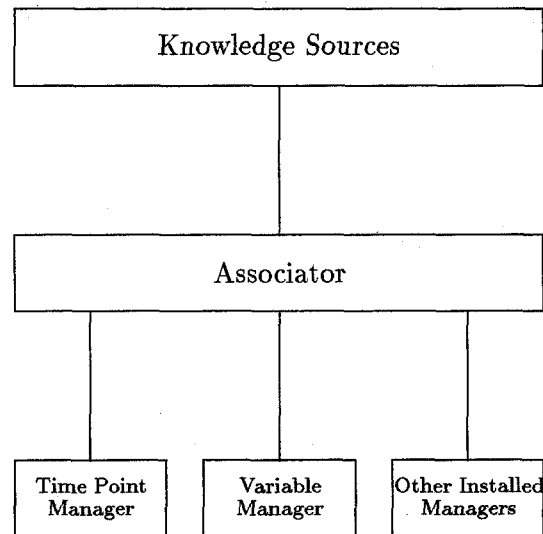 Knowledge Sources
Associator
Time Point
Manager
Variable
Manager
Other Installed
Managers